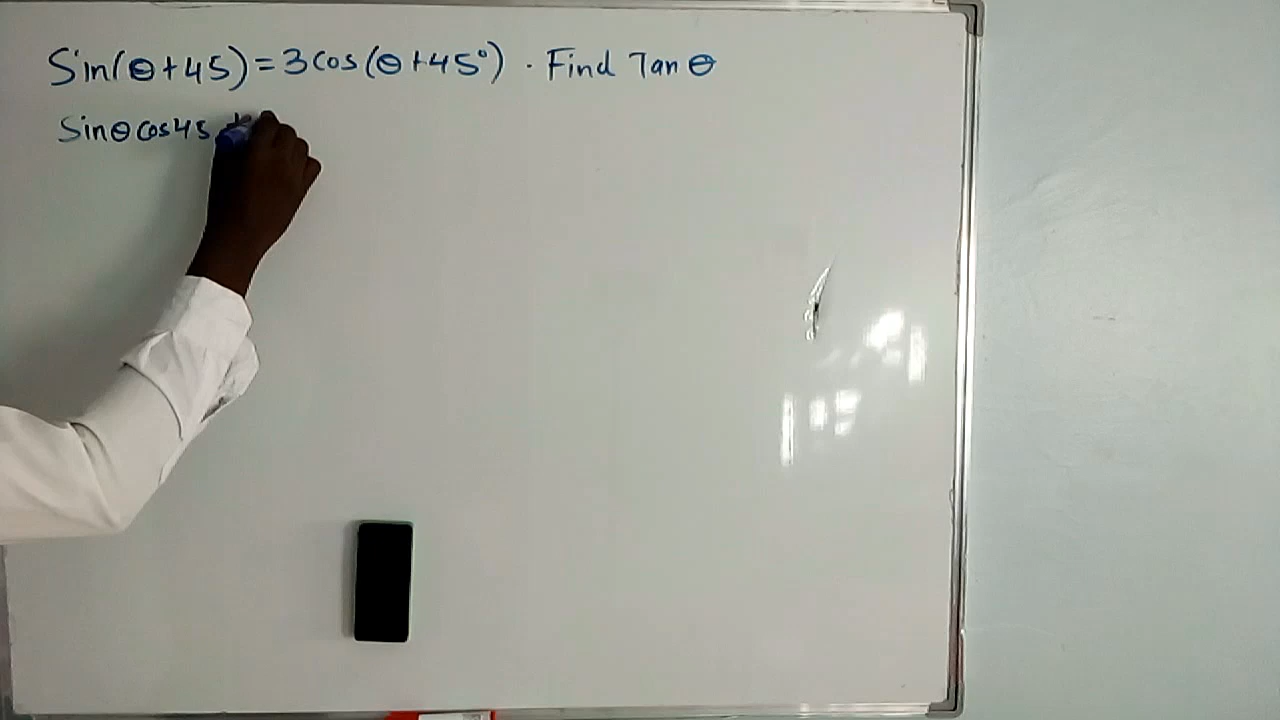 Sin(θ+45)=3cos(θ+45°). Find Tan θ
Sinθcos45 +